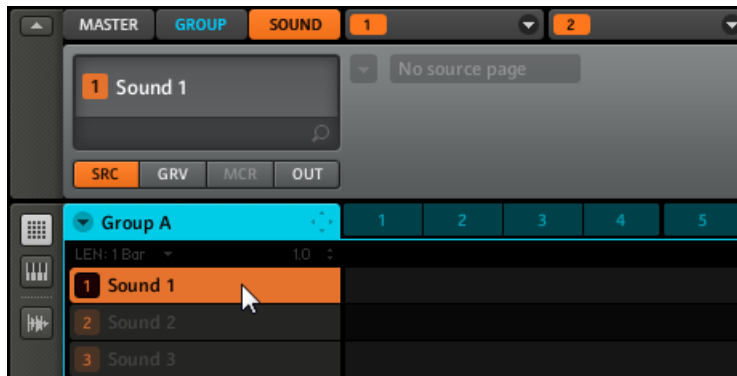 MASTER GROUP SOUND 1 2
1 Sound 1 No source page
SRC GRV MCR OUT
Group A 1 2 3 4 5
LEN: 1 Bar 1.0
1 Sound 1
2 Sound 2
3 Sound 3